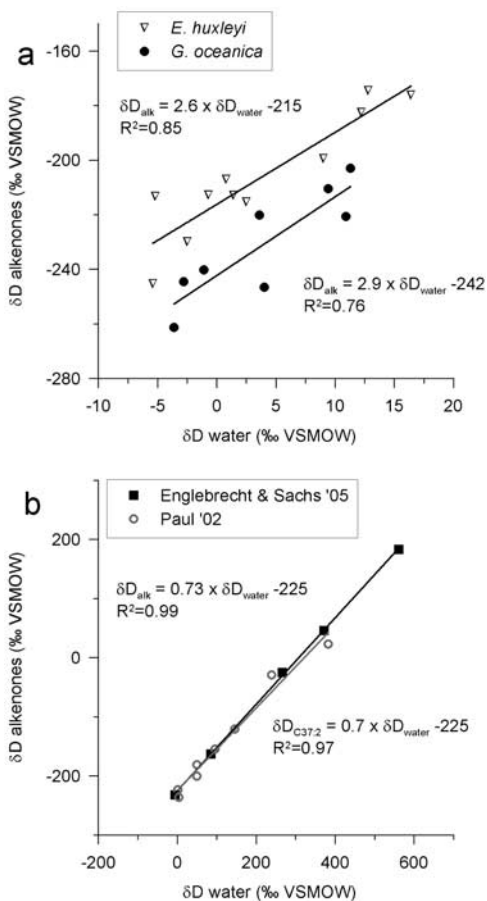 a
E. huxleyi
G. oceanica
-160
-200
-240
-280
δD alkenones (‰ VSMOW)
δDalk = 2.6 x δDwater -215
R²=0.85
δDalk = 2.9 x δDwater -242
R²=0.76
-10 -5 0 5 10 15 20
δD water (‰ VSMOW)
b
Englebrecht & Sachs '05
Paul '02
200
0
-200
δD alkenones (‰ VSMOW)
δDalk = 0.73 x δDwater -225
R²=0.99
δDC37:2 = 0.7 x δDwater -225
R²=0.97
-200 0 200 400 600
δD water (‰ VSMOW)